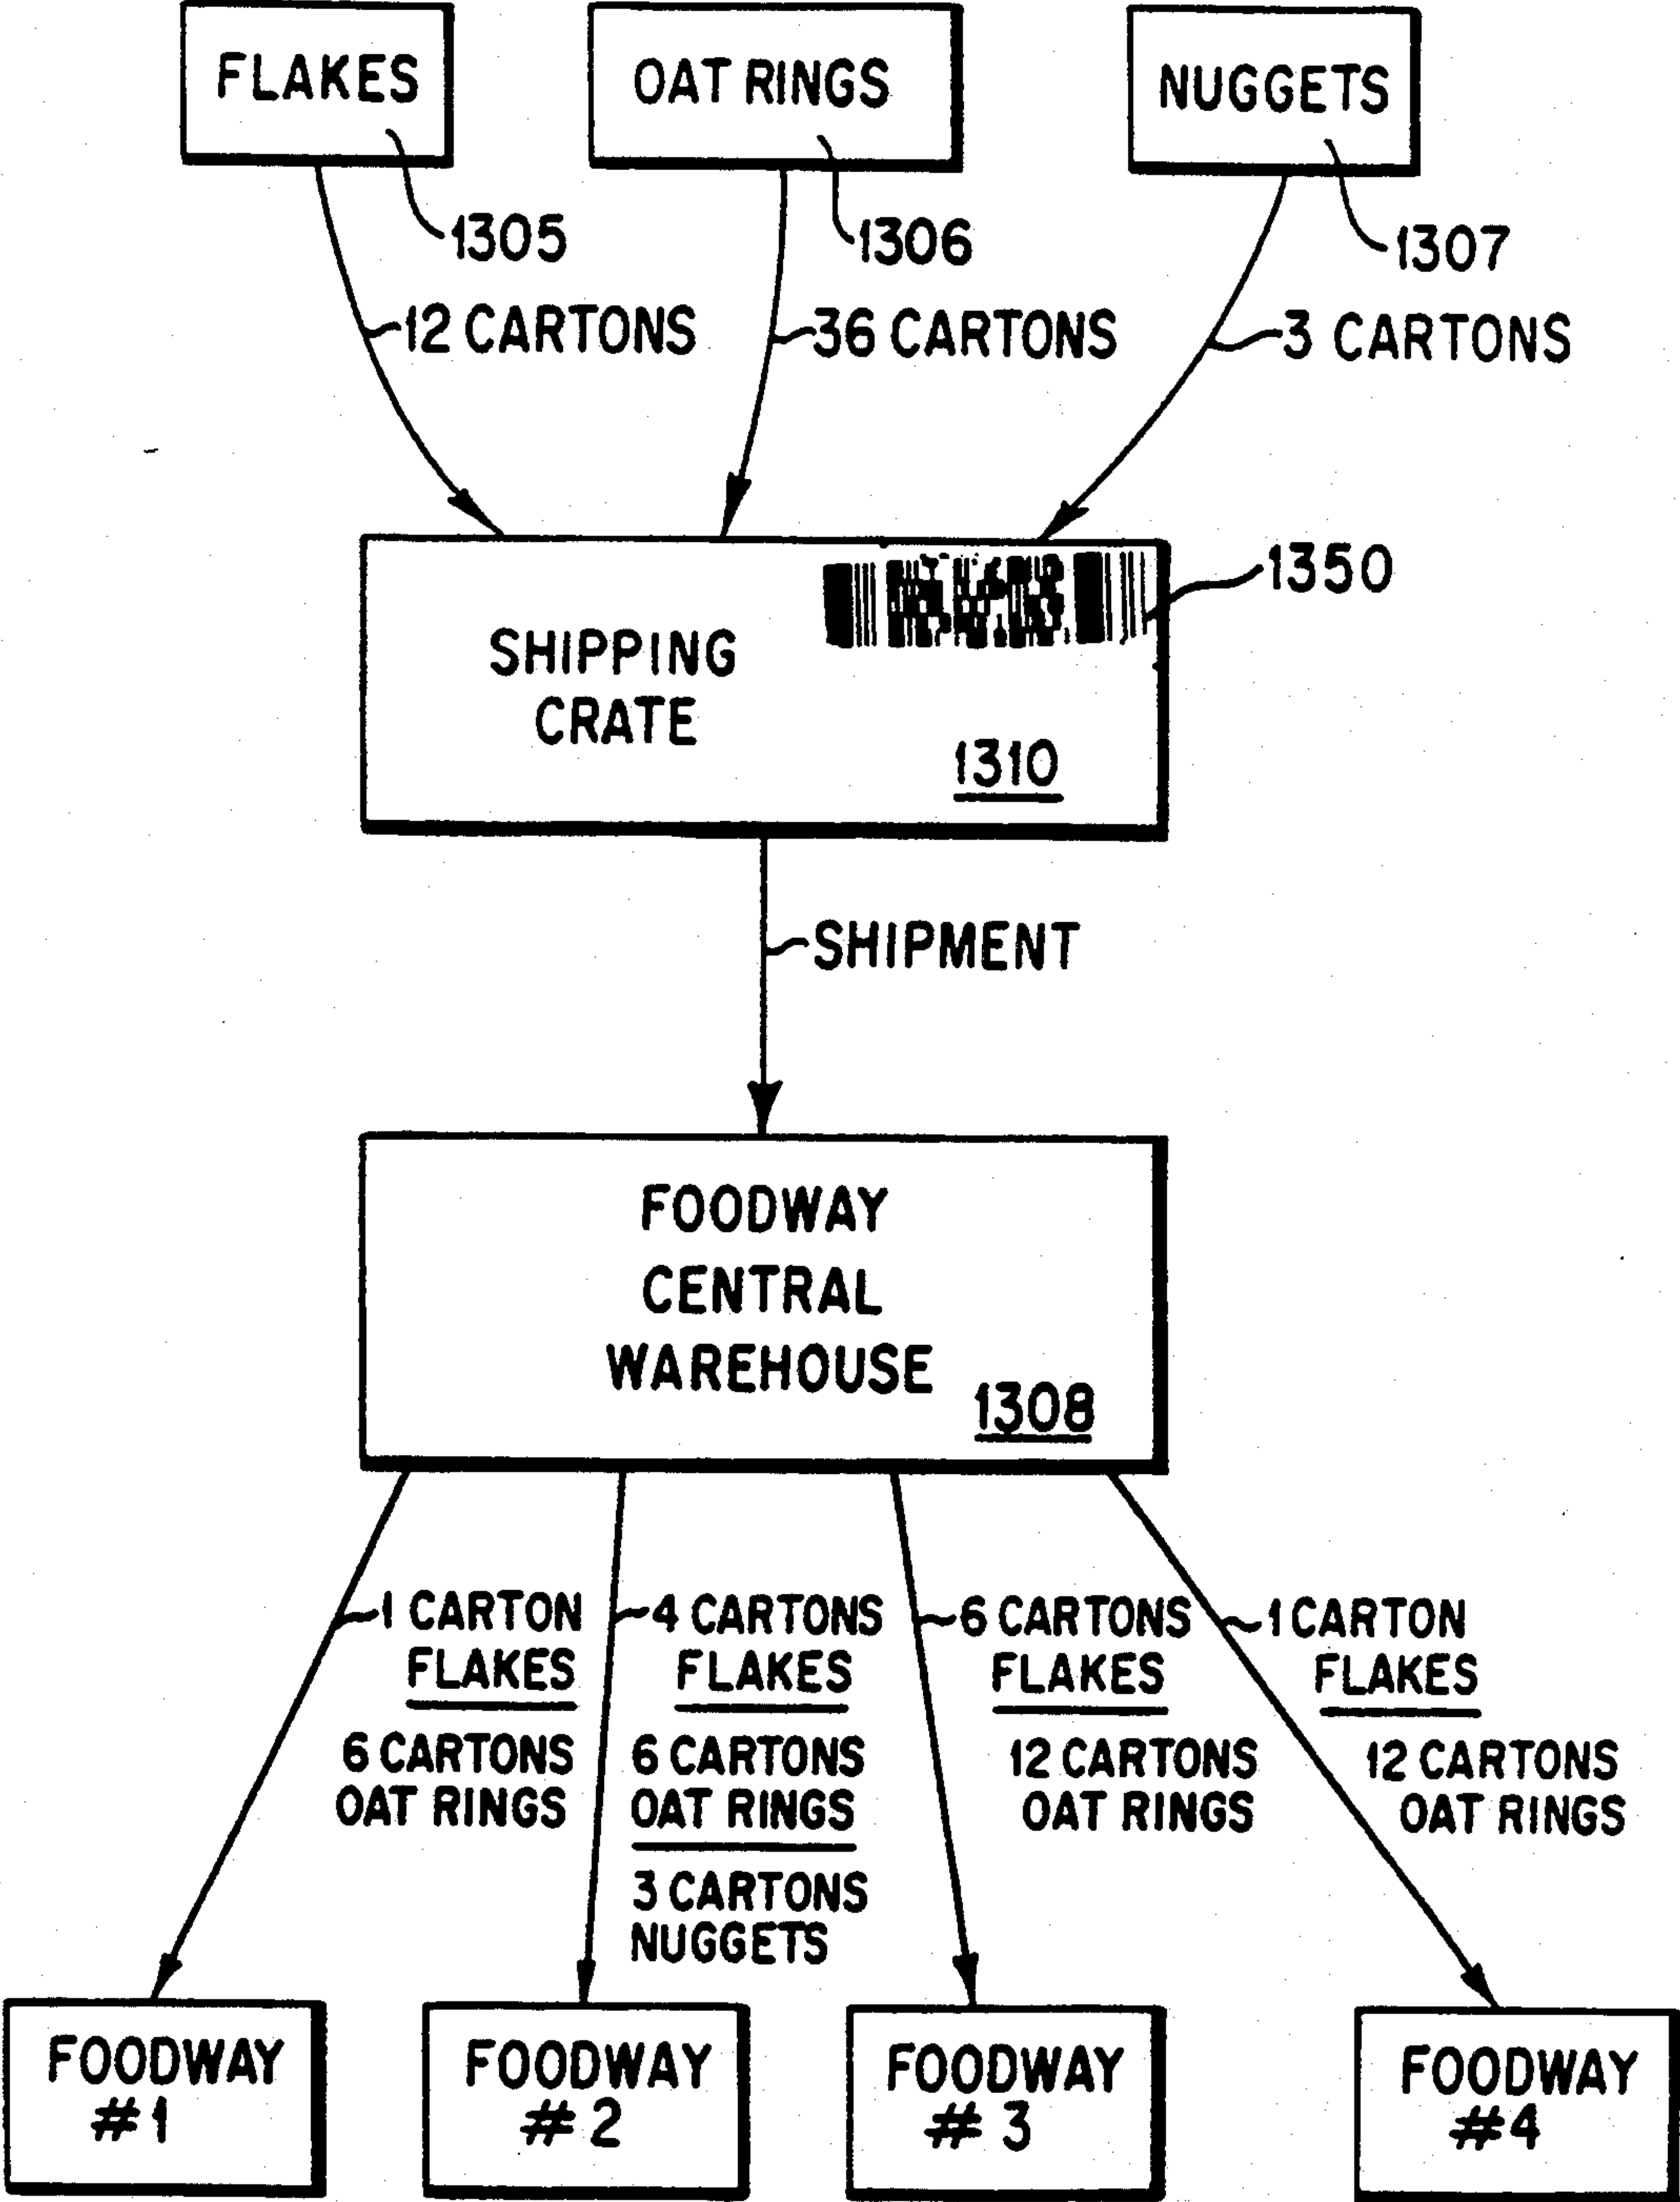 FLAKES
OAT RINGS
NUGGETS
1305
1306
1307
12 CARTONS
36 CARTONS
3 CARTONS
1350
SHIPPING
CRATE
1310
SHIPMENT
FOODWAY
CENTRAL
WAREHOUSE
1308
1 CARTON
FLAKES
6 CARTONS
OAT RINGS
4 CARTONS
FLAKES
6 CARTONS
OAT RINGS
3 CARTONS
NUGGETS
6 CARTONS
FLAKES
12 CARTONS
OAT RINGS
1 CARTON
FLAKES
12 CARTONS
OAT RINGS
FOODWAY
#1
FOODWAY
#2
FOODWAY
#3
FOODWAY
#4